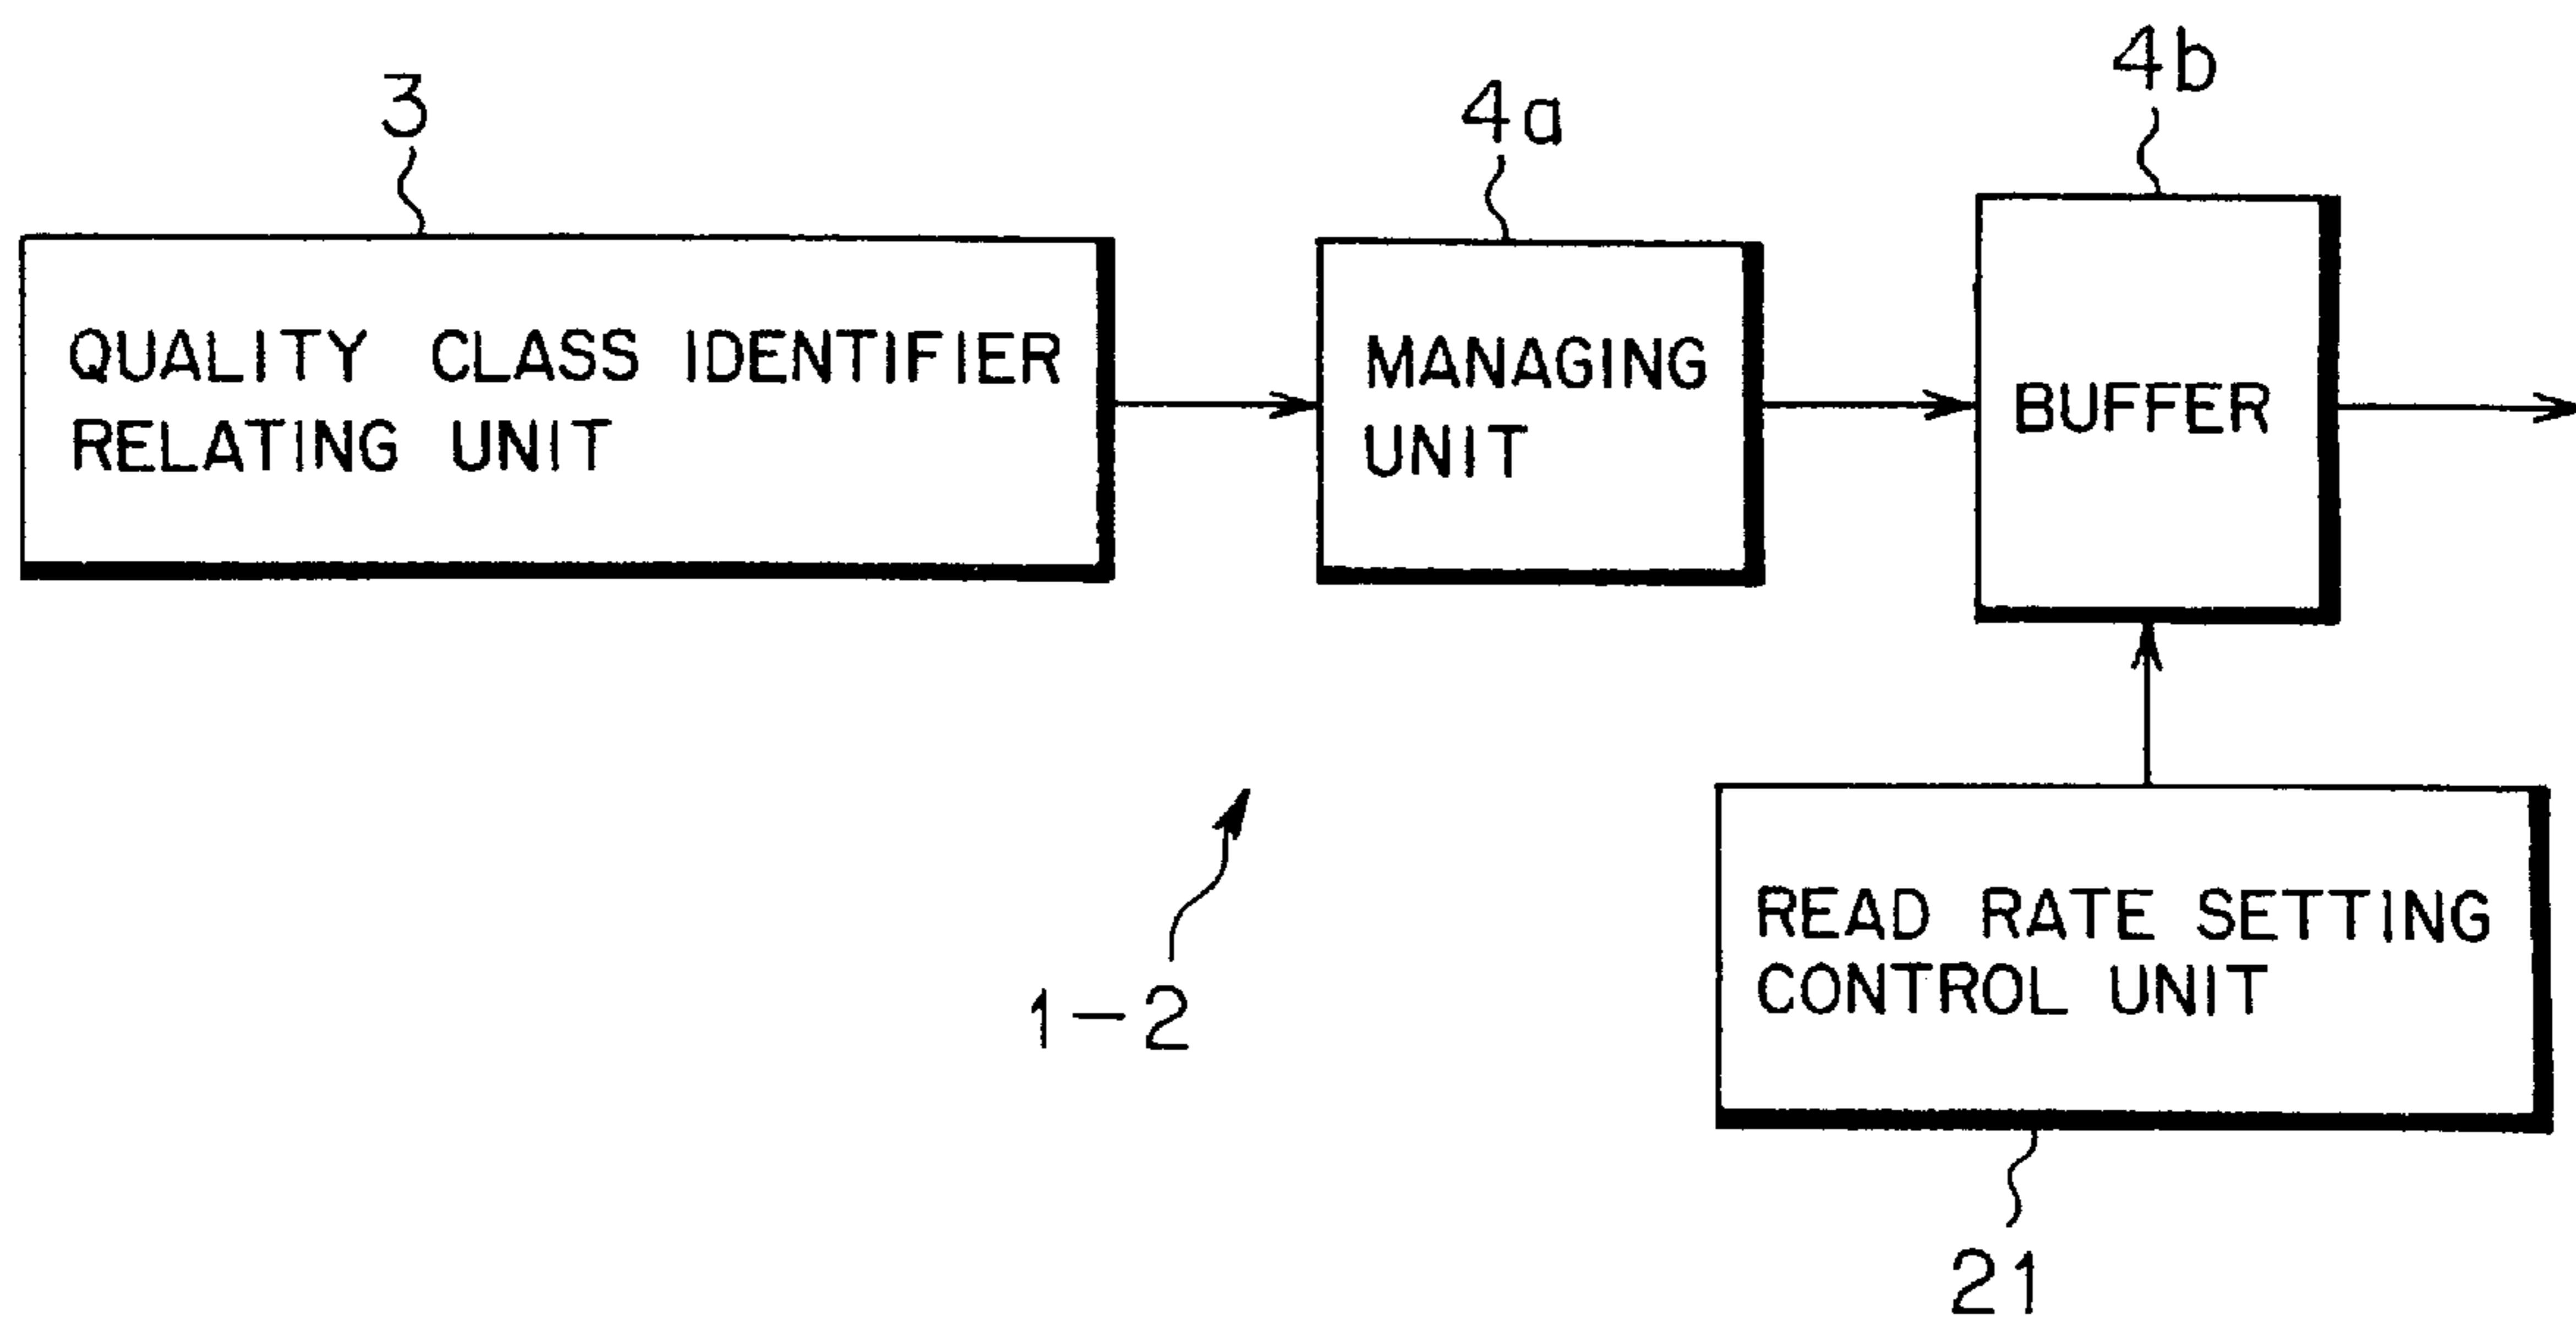 3
4a
4b
QUALITY CLASS IDENTIFIER
RELATING UNIT
MANAGING
UNIT
BUFFER
READ RATE SETTING
CONTROL UNIT
1-2
21